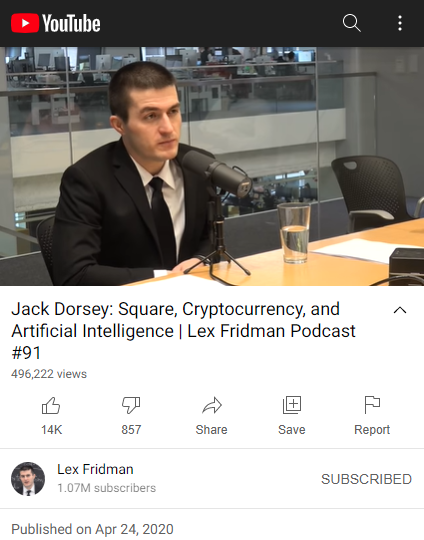 YouTube
Jack Dorsey: Square, Cryptocurrency, and
Artificial Intelligence | Lex Fridman Podcast
#91
496,222 views
14K
857
Share
Save
Report
Lex Fridman
1.07M subscribers
SUBSCRIBED
Published on Apr 24, 2020